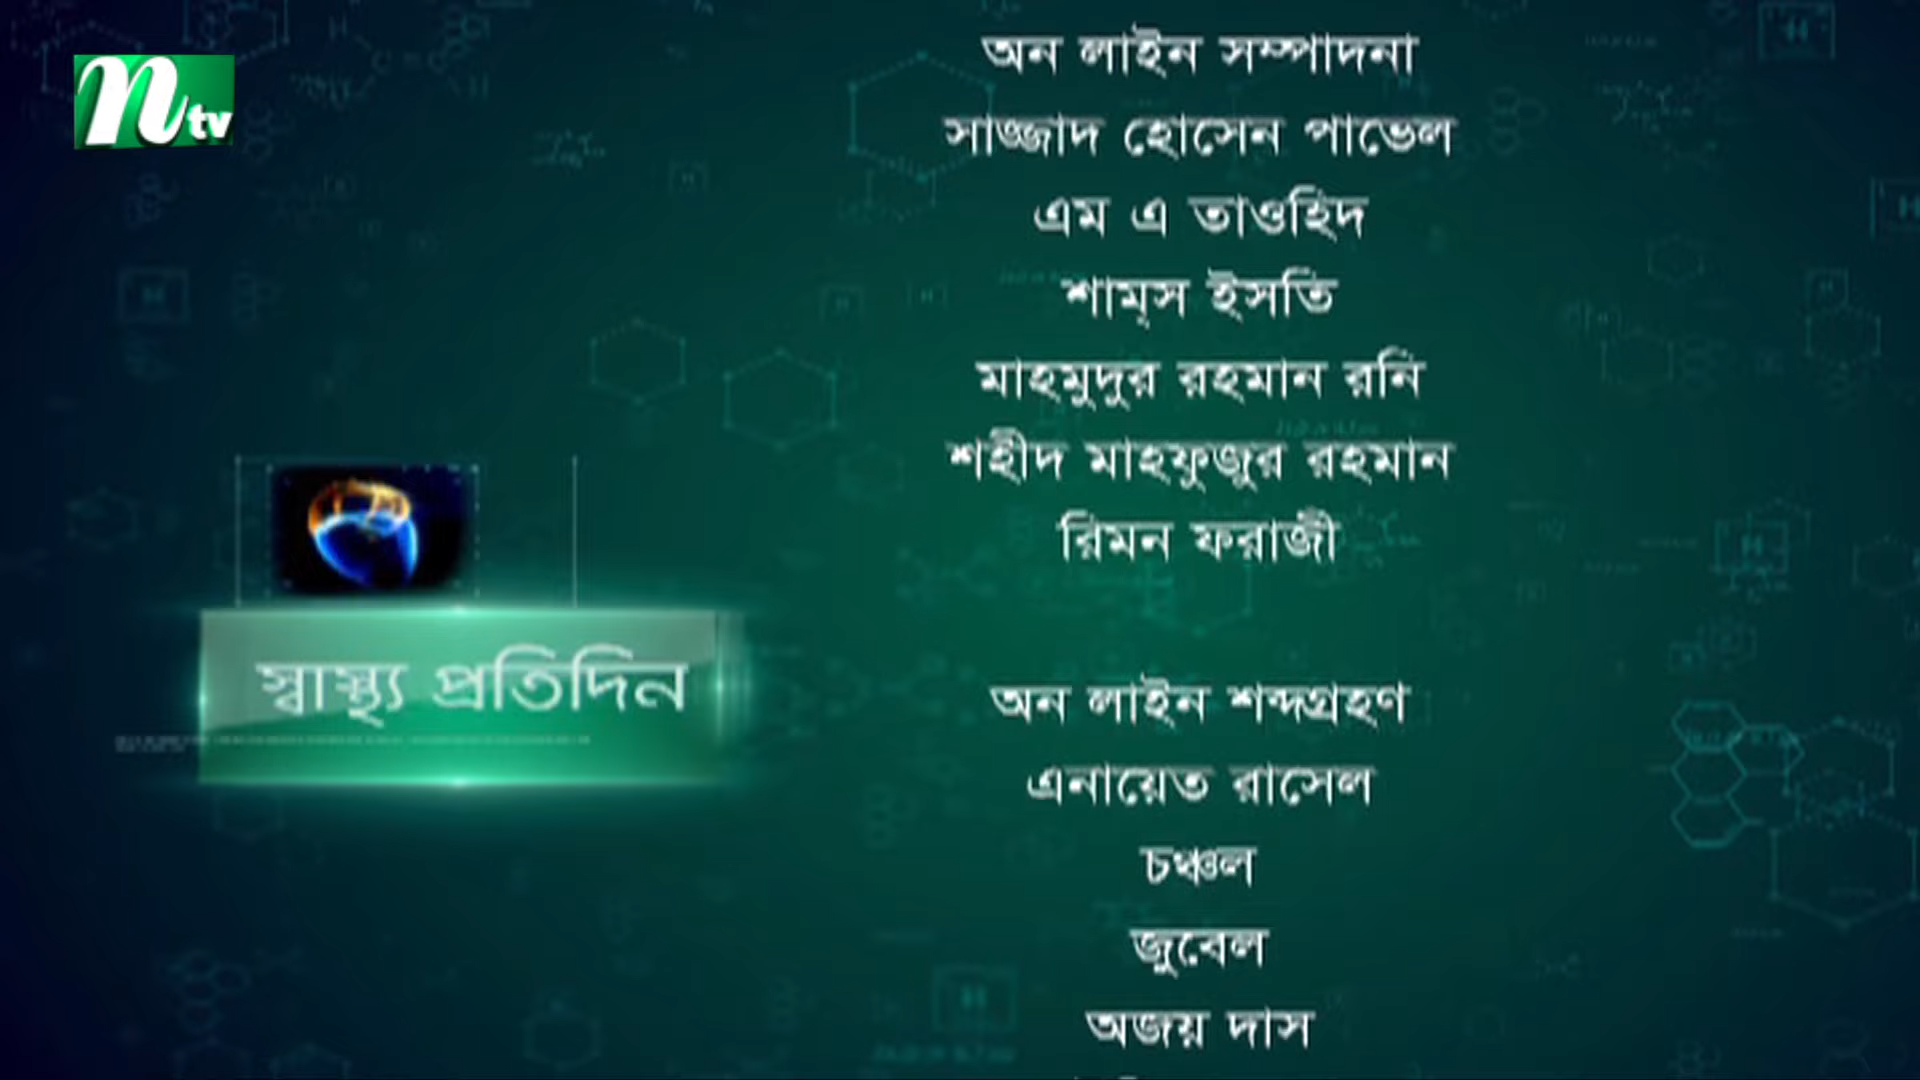 ntv
অন লাইন সম্পাদনা
সাজ্জাদ হোসেন পাভেল
এম এ তাওহিদ
শাম্‌স ইসতি
মাহমুদুর রহমান রনি
শহীদ মাহফুজুর রহমান
রিমন ফরাজী
স্বাস্থ্য প্রতিদিন
অন লাইন শব্দগ্রহণ
এনায়েত রাসেল
চঞ্চল
জুবেল
অজয় দাস